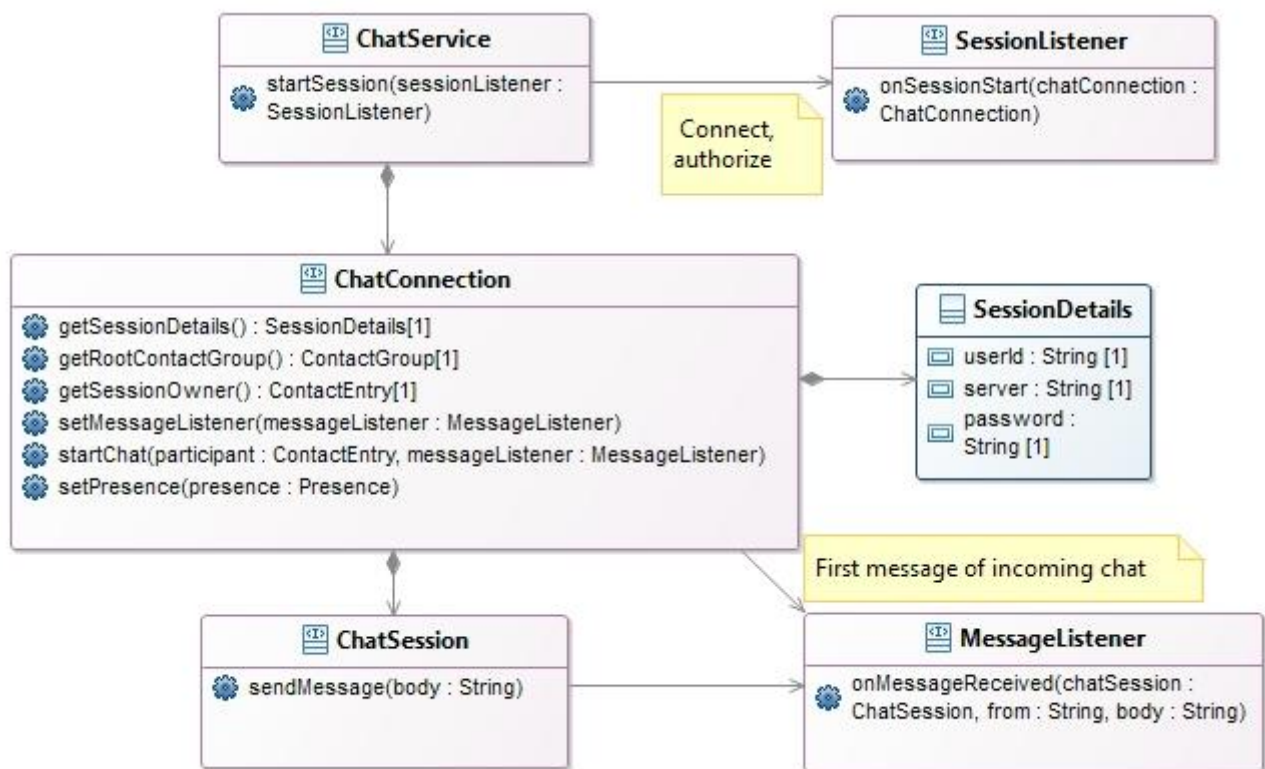 ChatService
startSession(sessionListener :
SessionListener)
SessionListener
onSessionStart(chatConnection :
ChatConnection)
Connect,
authorize
ChatConnection
getSessionDetails() : SessionDetails[1]
getRootContactGroup() : ContactGroup[1]
getSessionOwner() : ContactEntry[1]
setMessageListener(messageListener : MessageListener)
startChat(participant : ContactEntry, messageListener : MessageListener)
setPresence(presence : Presence)
SessionDetails
userId : String [1]
server : String [1]
password :
String [1]
First message of incoming chat
ChatSession
sendMessage(body : String)
MessageListener
onMessageReceived(chatSession :
ChatSession, from : String, body : String)